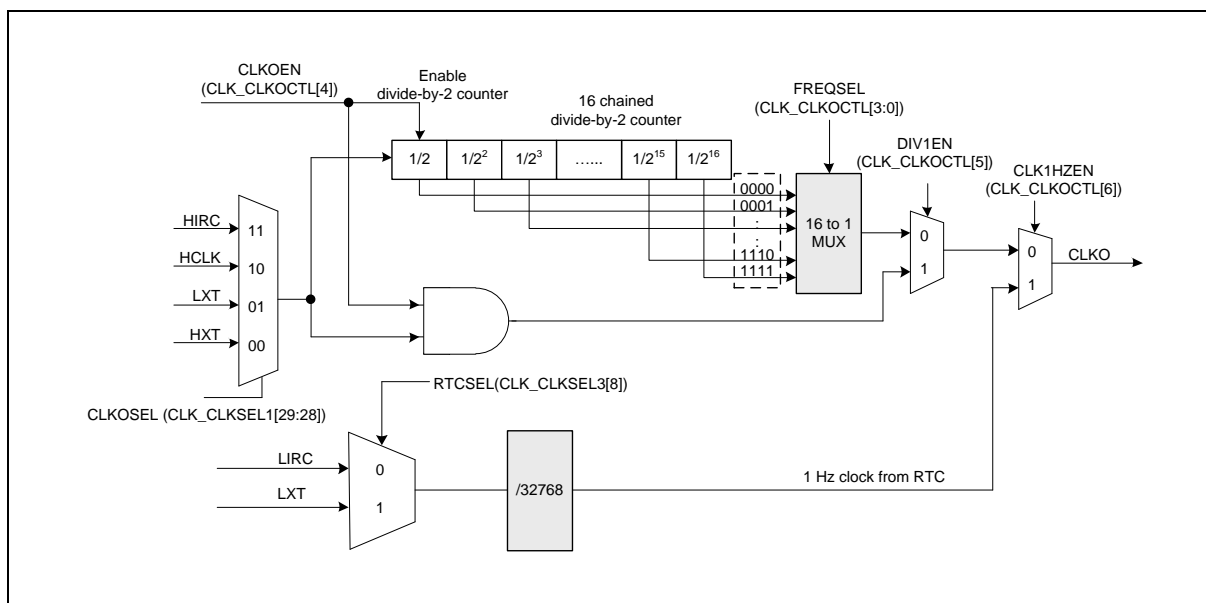 CLKOEN
(CLK_CLKOCTL[4])
Enable
divide-by-2 counter
16 chained
divide-by-2 counter
FREQSEL
(CLK_CLKOCTL[3:0])
DIV1EN
(CLK_CLKOCTL[5])
CLK1HZEN
(CLK_CLKOCTL[6])
1/2 1/2² 1/2³ …... 1/2¹⁵ 1/2¹⁶
0000
0001
:
:
1110
1111
16 to 1
MUX
0
1
0
1
CLKO
HIRC 11
HCLK 10
LXT 01
HXT 00
CLKOSEL (CLK_CLKSEL1[29:28])
RTCSEL(CLK_CLKSEL3[8])
LIRC 0
LXT 1
/32768
1 Hz clock from RTC